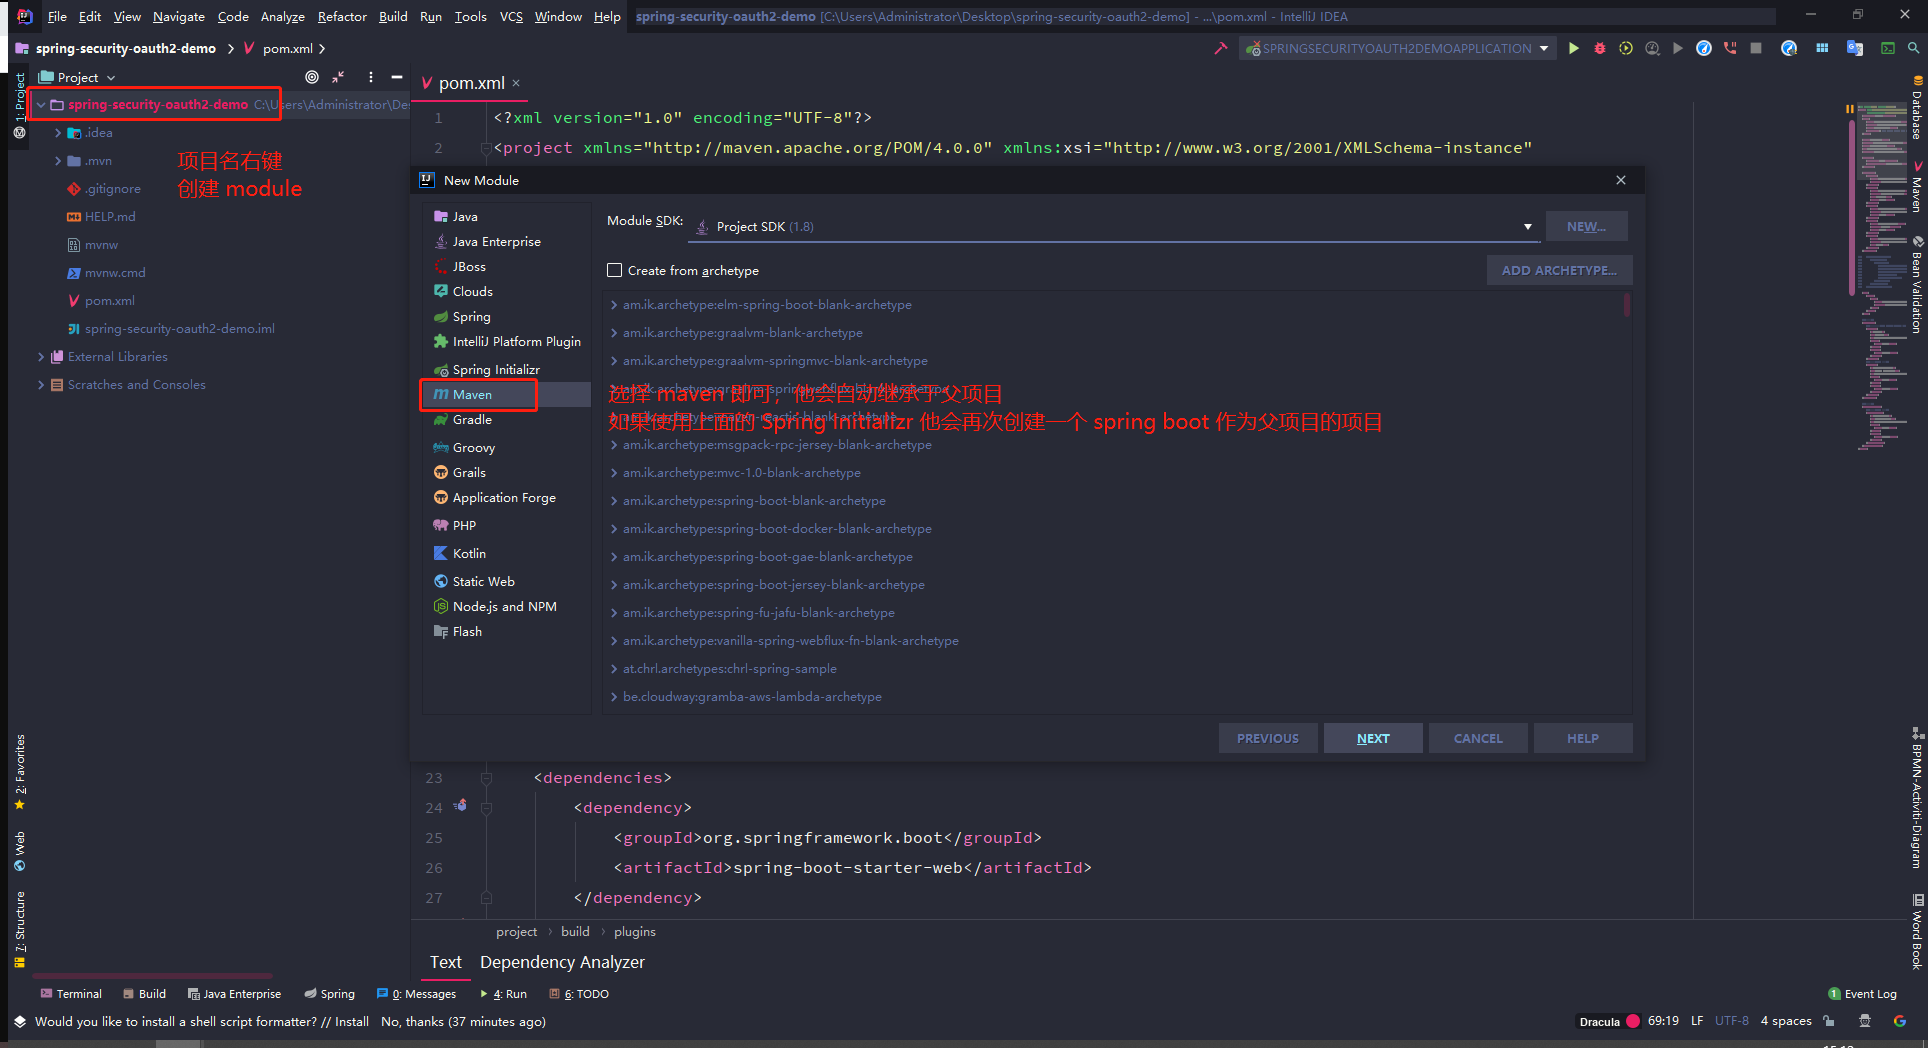 File Edit View Navigate Code Analyze Refactor Build Run Tools VCS Window Help spring-security-oauth2-demo [C:\Users\Administrator\Desktop\spring-security-oauth2-demo] - ...\pom.xml - IntelliJ IDEA
spring-security-oauth2-demo pom.xml
SPRINGSECURITYOAUTH2DEMOAPPLICATION
Project
pom.xml
spring-security-oauth2-demo C:\Users\Administrator\De
.idea
.mvn
.gitignore
HELP.md
mvnw
mvnw.cmd
pom.xml
spring-security-oauth2-demo.iml
External Libraries
Scratches and Consoles
项目名右键
创建 module
1: Project
2: Favorites
Web
7: Structure
1 <?xml version="1.0" encoding="UTF-8"?>
2 <project xmlns="http://maven.apache.org/POM/4.0.0" xmlns:xsi="http://www.w3.org/2001/XMLSchema-instance"
New Module
Java
Java Enterprise
JBoss
Clouds
Spring
IntelliJ Platform Plugin
Spring Initializr
Maven
Gradle
Groovy
Grails
Application Forge
PHP
Kotlin
Static Web
Node.js and NPM
Flash
Module SDK: Project SDK (1.8) NEW...
Create from archetype ADD ARCHETYPE...
am.ik.archetype:elm-spring-boot-blank-archetype
am.ik.archetype:graalvm-blank-archetype
am.ik.archetype:graalvm-springmvc-blank-archetype
选择 maven 即可，他会自动继承于父项目
如果使用上面的 Spring Initializr 他会再次创建一个 spring boot 作为父项目的项目
am.ik.archetype:msgpack-rpc-jersey-blank-archetype
am.ik.archetype:mvc-1.0-blank-archetype
am.ik.archetype:spring-boot-blank-archetype
am.ik.archetype:spring-boot-docker-blank-archetype
am.ik.archetype:spring-boot-gae-blank-archetype
am.ik.archetype:spring-boot-jersey-blank-archetype
am.ik.archetype:spring-fu-jafu-blank-archetype
am.ik.archetype:vanilla-spring-webflux-fn-blank-archetype
at.chrl.archetypes:chrl-spring-sample
be.cloudway:gramba-aws-lambda-archetype
PREVIOUS NEXT CANCEL HELP
23 <dependencies>
24 <dependency>
25 <groupId>org.springframework.boot</groupId>
26 <artifactId>spring-boot-starter-web</artifactId>
27 </dependency>
project build plugins
Text Dependency Analyzer
Database
Maven
Bean Validation
BPMN-Activiti-Diagram
Word Book
Terminal Build Java Enterprise Spring 0: Messages 4: Run 6: TODO 1 Event Log
Would you like to install a shell script formatter? // Install No, thanks (37 minutes ago) Dracula 69:19 LF UTF-8 4 spaces